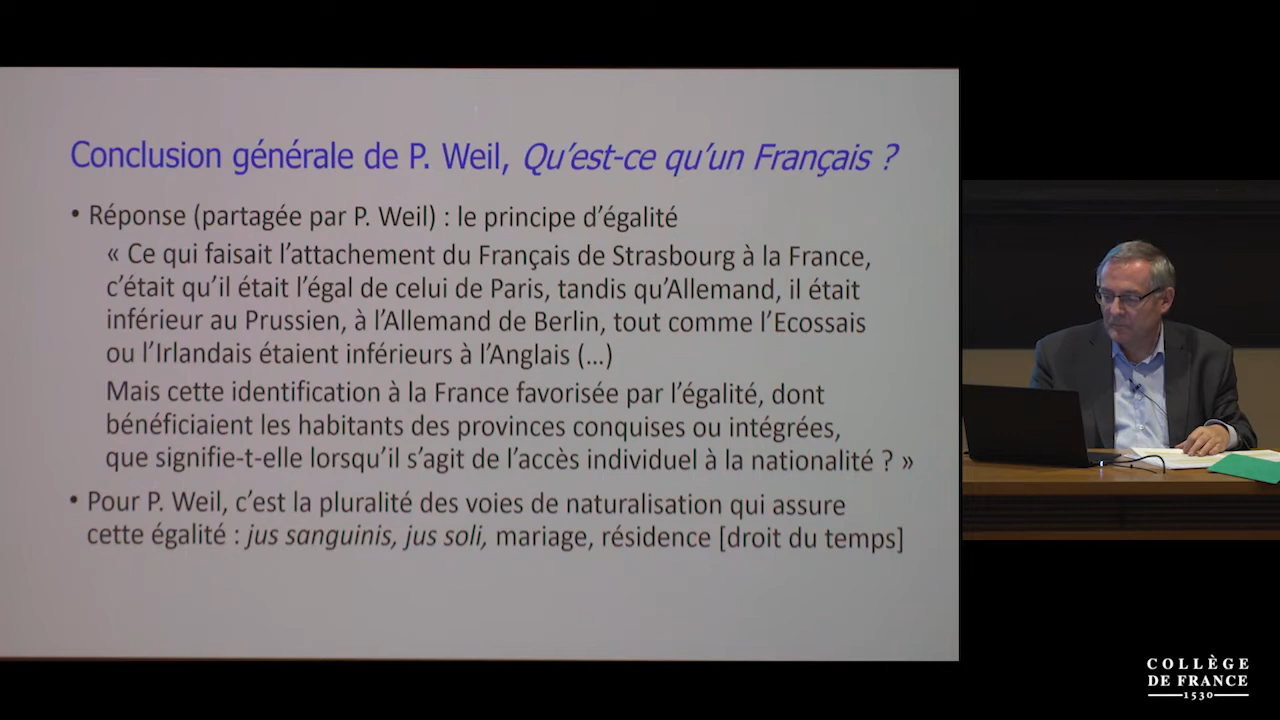 Conclusion générale de P. Weil, Qu’est-ce qu’un Français ?
• Réponse (partagée par P. Weil) : le principe d’égalité
« Ce qui faisait l’attachement du Français de Strasbourg à la France,
c’était qu’il était l’égal de celui de Paris, tandis qu’Allemand, il était
inférieur au Prussien, à l’Allemand de Berlin, tout comme l’Ecossais
ou l’Irlandais étaient inférieurs à l’Anglais (…)
Mais cette identification à la France favorisée par l’égalité, dont
bénéficiaient les habitants des provinces conquises ou intégrées,
que signifie-t-elle lorsqu’il s’agit de l’accès individuel à la nationalité ? »
• Pour P. Weil, c’est la pluralité des voies de naturalisation qui assure
cette égalité : jus sanguinis, jus soli, mariage, résidence [droit du temps]
COLLÈGE
DE FRANCE
1530